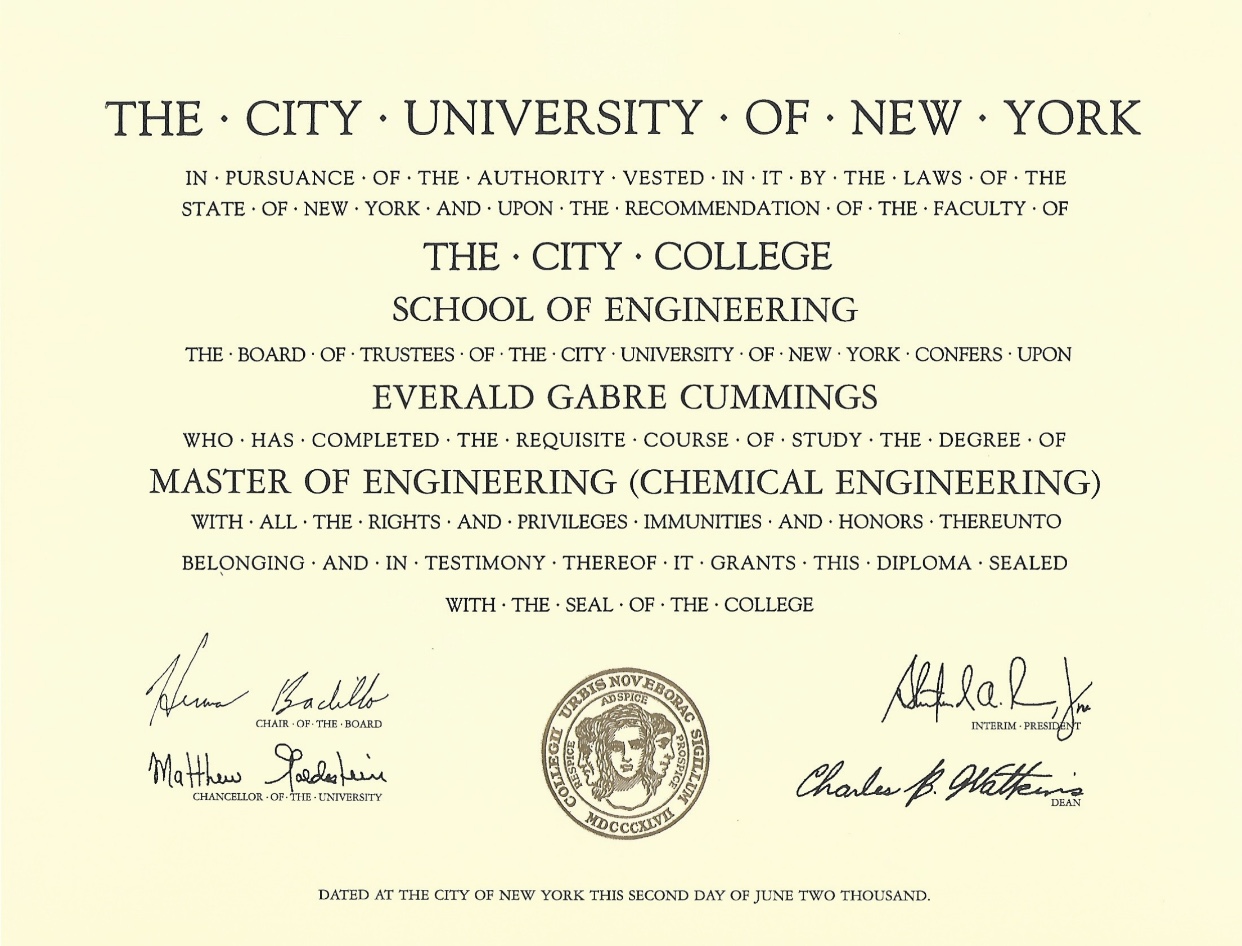 THE · CITY · UNIVERSITY · OF · NEW · YORK
IN · PURSUANCE · OF · THE · AUTHORITY · VESTED · IN · IT · BY · THE · LAWS · OF · THE
STATE · OF · NEW · YORK · AND · UPON · THE · RECOMMENDATION · OF · THE · FACULTY · OF
THE · CITY · COLLEGE
SCHOOL OF ENGINEERING
THE · BOARD · OF · TRUSTEES · OF · THE · CITY · UNIVERSITY · OF · NEW · YORK · CONFERS · UPON
EVERALD GABRE CUMMINGS
WHO · HAS · COMPLETED · THE · REQUISITE · COURSE · OF · STUDY · THE · DEGREE · OF
MASTER OF ENGINEERING (CHEMICAL ENGINEERING)
WITH · ALL · THE · RIGHTS · AND · PRIVILEGES · IMMUNITIES · AND · HONORS · THEREUNTO
BELONGING · AND · IN · TESTIMONY · THEREOF · IT · GRANTS · THIS · DIPLOMA · SEALED
WITH · THE · SEAL · OF · THE · COLLEGE
Herman Badillo
CHAIR · OF · THE · BOARD
Matthew Goldstein
CHANCELLOR · OF · THE · UNIVERSITY
COLLEGII URBIS NOVEBORAC SIGILLUM
ADSPICE
RESPICE
PROSPICE
MDCCCXLVII
INTERIM · PRESIDENT
Charles B. Watkins
DEAN
DATED AT THE CITY OF NEW YORK THIS SECOND DAY OF JUNE TWO THOUSAND.